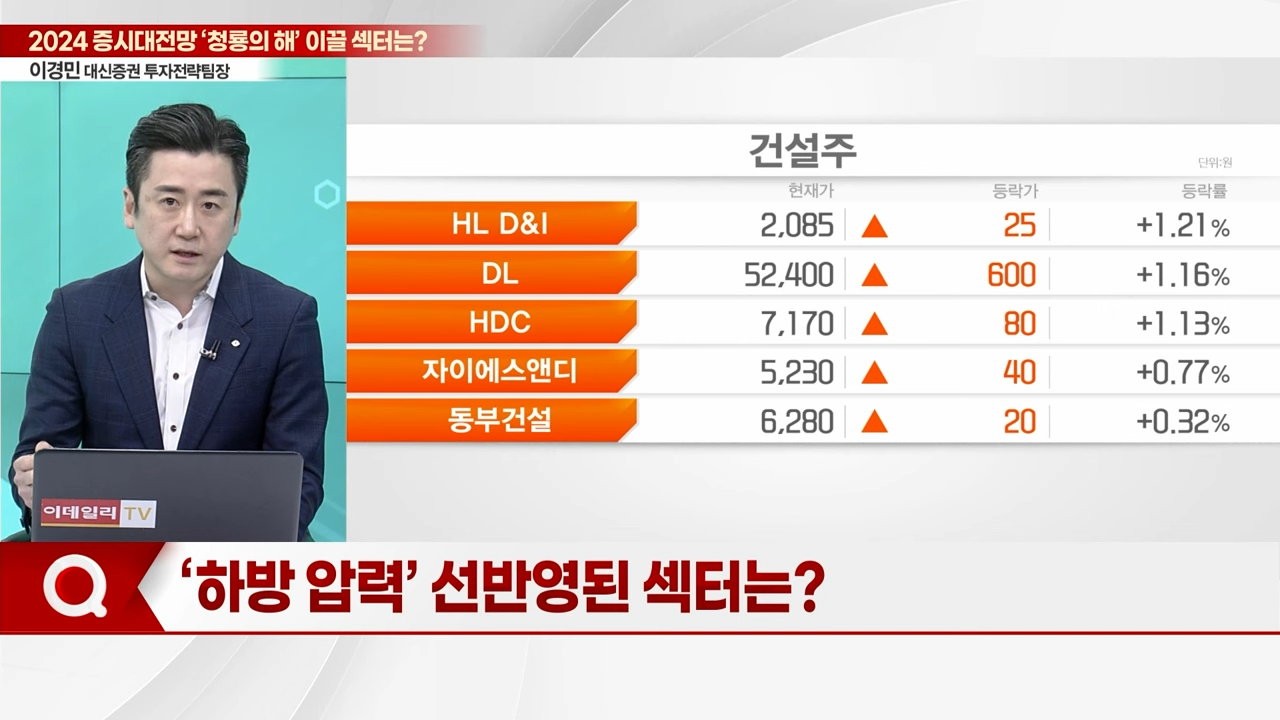 2024 증시대전망 ‘청룡의 해’ 이끌 섹터는?
이경민 대신증권 투자전략팀장
건설주
단위:원
현재가 등락가 등락률
HL D&I 2,085 ▲ 25 +1.21%
DL 52,400 ▲ 600 +1.16%
HDC 7,170 ▲ 80 +1.13%
자이에스앤디 5,230 ▲ 40 +0.77%
동부건설 6,280 ▲ 20 +0.32%
이데일리 TV
Q ‘하방 압력’ 선반영된 섹터는?